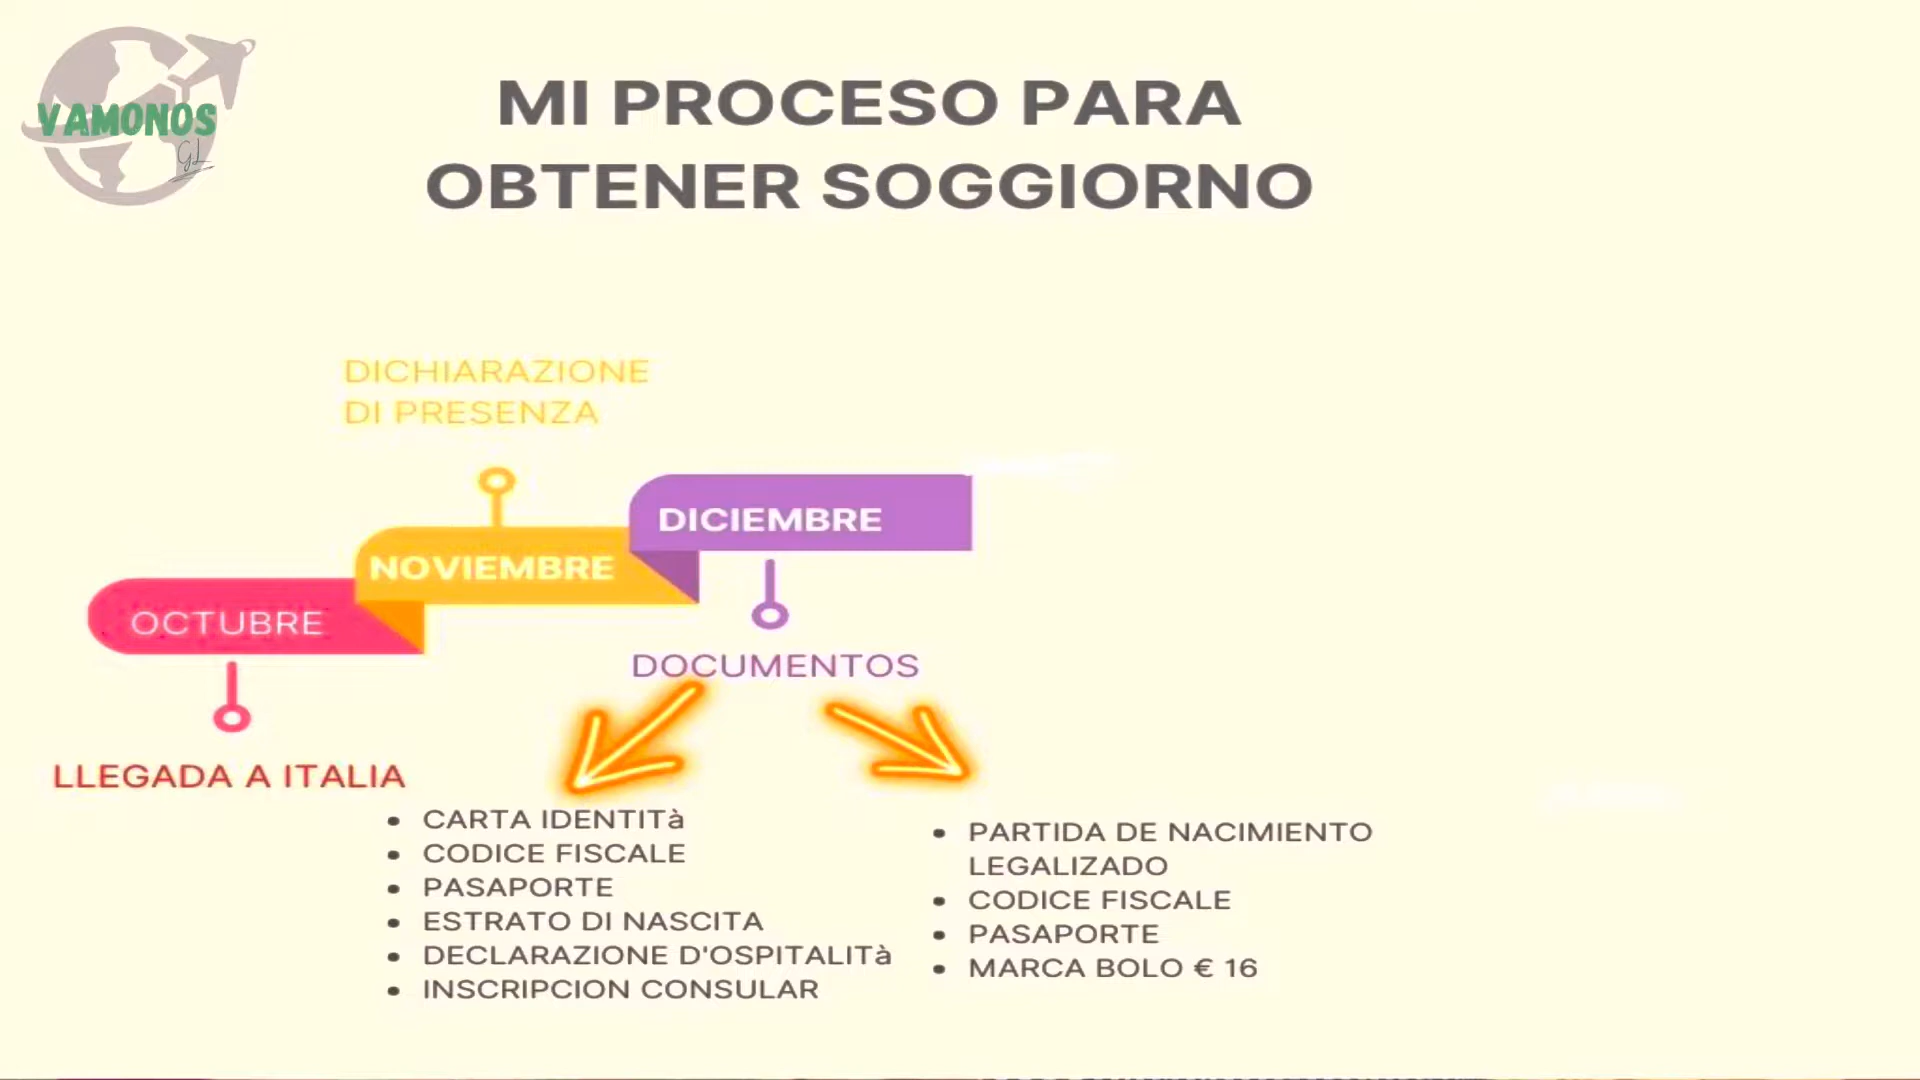 VAMONOS
GL
MI PROCESO PARA
OBTENER SOGGIORNO
DICHIARAZIONE
DI PRESENZA
DICIEMBRE
NOVIEMBRE
OCTUBRE
DOCUMENTOS
LLEGADA A ITALIA
• CARTA IDENTITà
• CODICE FISCALE
• PASAPORTE
• ESTRATO DI NASCITA
• DECLARAZIONE D'OSPITALITà
• INSCRIPCION CONSULAR
• PARTIDA DE NACIMIENTO
LEGALIZADO
• CODICE FISCALE
• PASAPORTE
• MARCA BOLO € 16